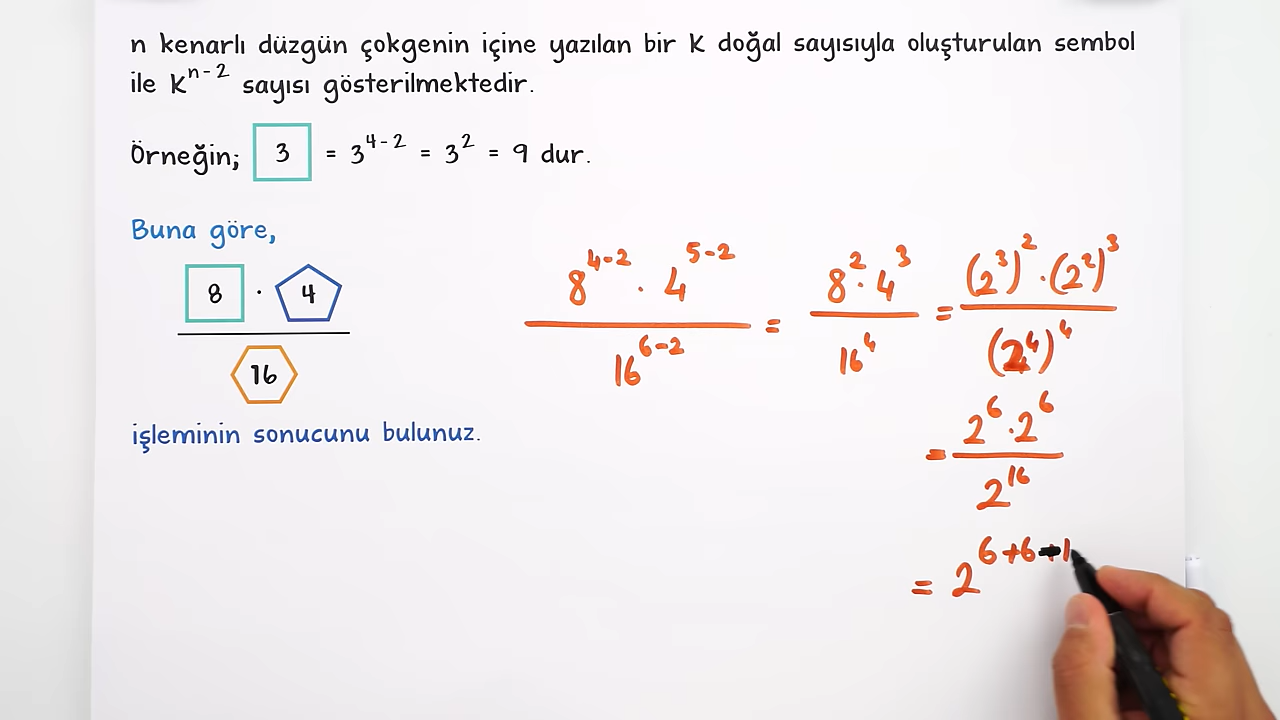 n kenarlı düzgün çokgenin içine yazılan bir K doğal sayısıyla oluşturulan sembol
ile K^{n-2} sayısı gösterilmektedir.
Örneğin; 3 = 3^{4-2} = 3^2 = 9 dur.
Buna göre,
8 · 4
16
işleminin sonucunu bulunuz.
8^{4-2} · 4^{5-2} / 16^{6-2} = 8^2 · 4^3 / 16^4 = (2^3)^2 · (2^2)^3 / (2^4)^4
= 2^6 · 2^6 / 2^{16}
= 2^{6+6-1